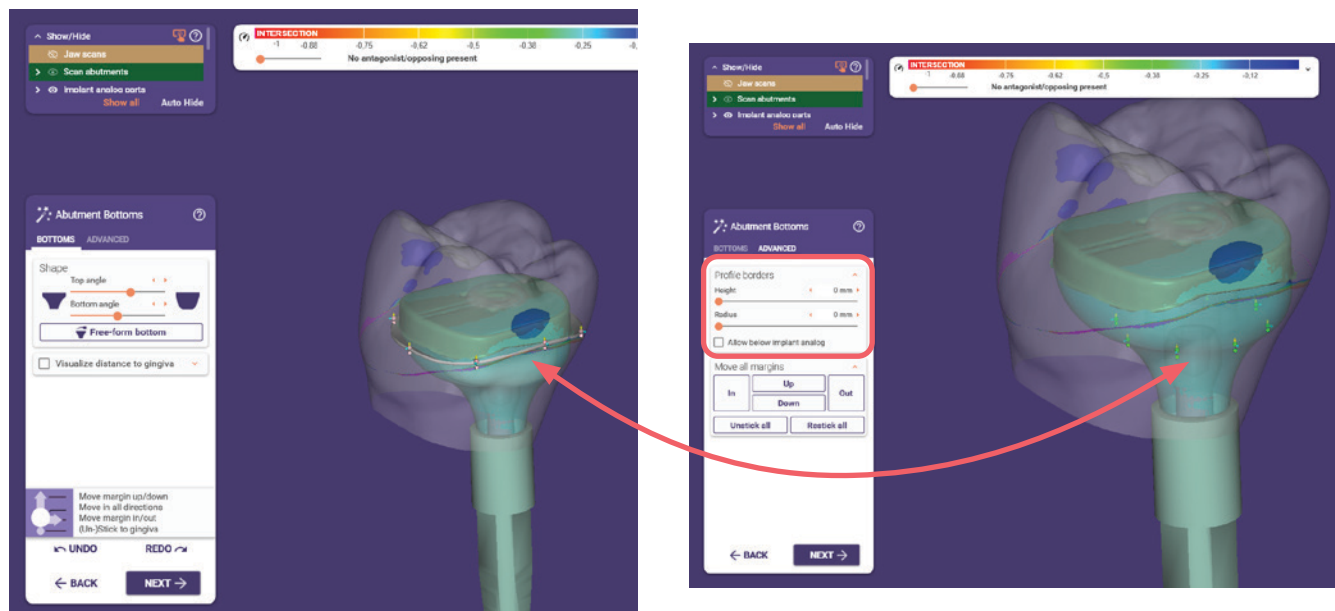 Show/Hide
Jaw scans
Scan abutments
Implant analog parts
Show all Auto Hide
INTERSECTION
-1 -0.88 -0,75 -0,62 -0,5 -0.38 -0,25 -0,
No antagonist/opposing present
Abutment Bottoms
BOTTOMS ADVANCED
Shape
Top angle
Bottom angle
Free-form bottom
Visualize distance to gingiva
Move margin up/down
Move in all directions
Move margin in/out
(Un-)Stick to gingiva
UNDO REDO
BACK NEXT
Show/Hide
Jaw scans
Scan abutments
Implant analog parts
Show all Auto Hide
INTERSECTION
-1 -0.88 -0,75 -0.62 -0,5 -0.38 -0,25 -0,12
No antagonist/opposing present
Abutment Bottoms
BOTTOMS ADVANCED
Profile borders
Height 0 mm
Radius 0 mm
Allow below implant analog
Move all margins
In Up Out
Down
Unstick all Restick all
BACK NEXT